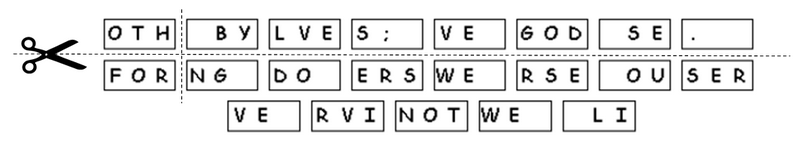 OTH BY LVE S; VE GOD SE .
FOR NG DO ERS WE RSE OU SER
VE RVI NOT WE LI